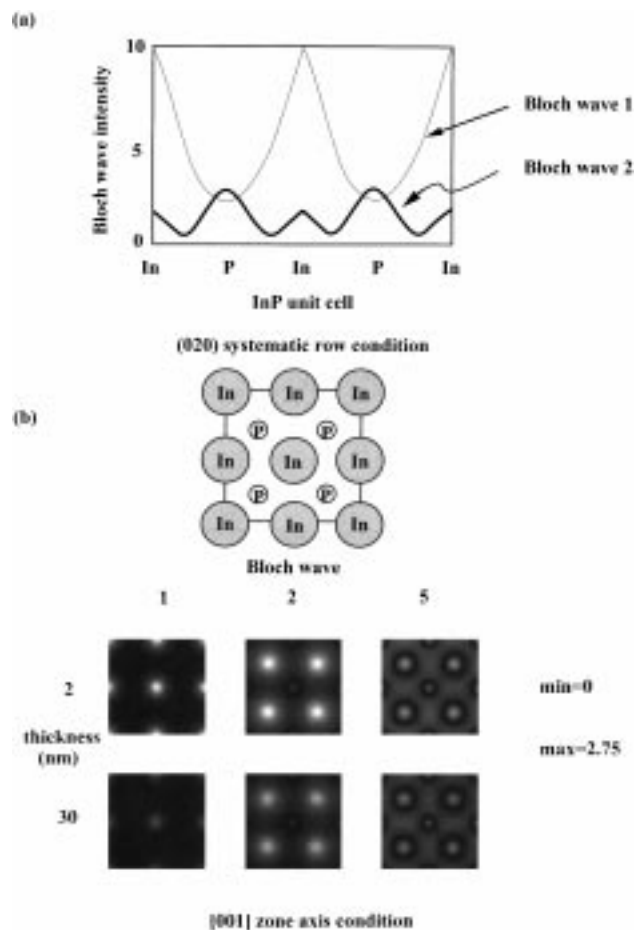 (a)
10
5
0
Bloch wave intensity
Bloch wave 1
Bloch wave 2
In P In P In
InP unit cell
(020) systematic row condition
(b)
In In In
P P
In In In
P P
In In In
Bloch wave
1 2 5
2
thickness
(nm)
30
min=0
max=2.75
[001] zone axis condition